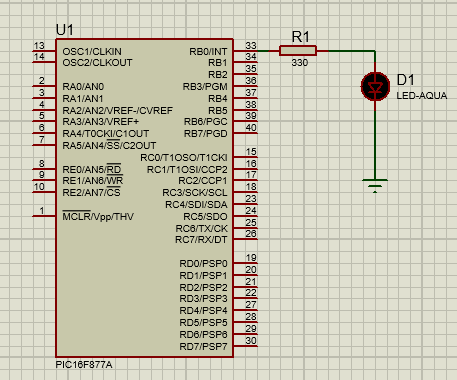 U1
13 OSC1/CLKIN RB0/INT 33
14 OSC2/CLKOUT RB1 34
RB2 35
2 RA0/AN0 RB3/PGM 36
3 RA1/AN1 RB4 37
4 RA2/AN2/VREF-/CVREF RB5 38
5 RA3/AN3/VREF+ RB6/PGC 39
6 RA4/T0CKI/C1OUT RB7/PGD 40
7 RA5/AN4/SS/C2OUT
RC0/T1OSO/T1CKI 15
8 RE0/AN5/RD RC1/T1OSI/CCP2 16
9 RE1/AN6/WR RC2/CCP1 17
10 RE2/AN7/CS RC3/SCK/SCL 18
RC4/SDI/SDA 23
1 MCLR/Vpp/THV RC5/SDO 24
RC6/TX/CK 25
RC7/RX/DT 26
RD0/PSP0 19
RD1/PSP1 20
RD2/PSP2 21
RD3/PSP3 22
RD4/PSP4 27
RD5/PSP5 28
RD6/PSP6 29
RD7/PSP7 30
PIC16F877A
R1
330
D1
LED-AQUA